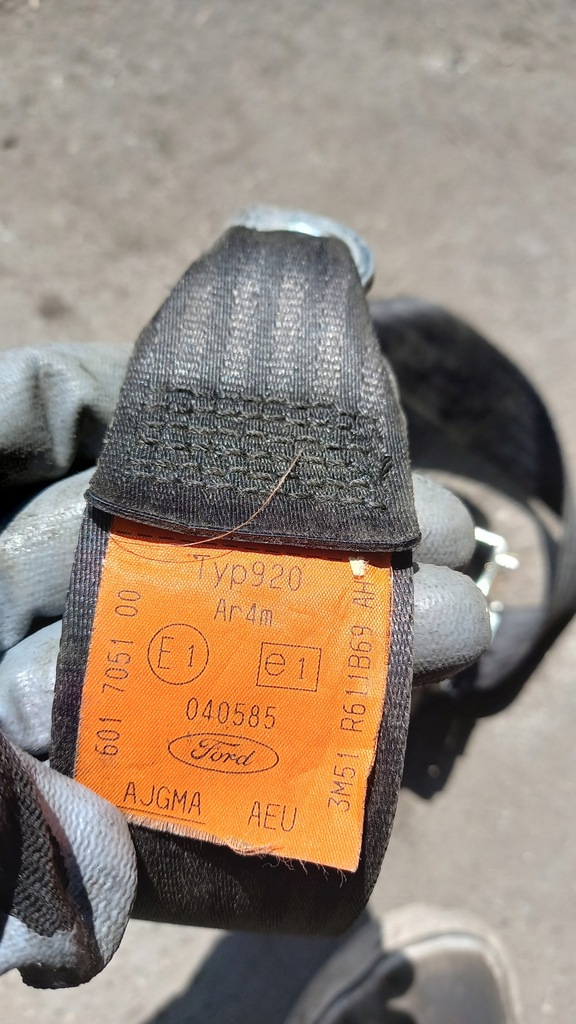 Typ920
Ar4m
E1 e1
040585
Ford
AJGMA AEU
601 7051 00
3M51 R611B69 AH